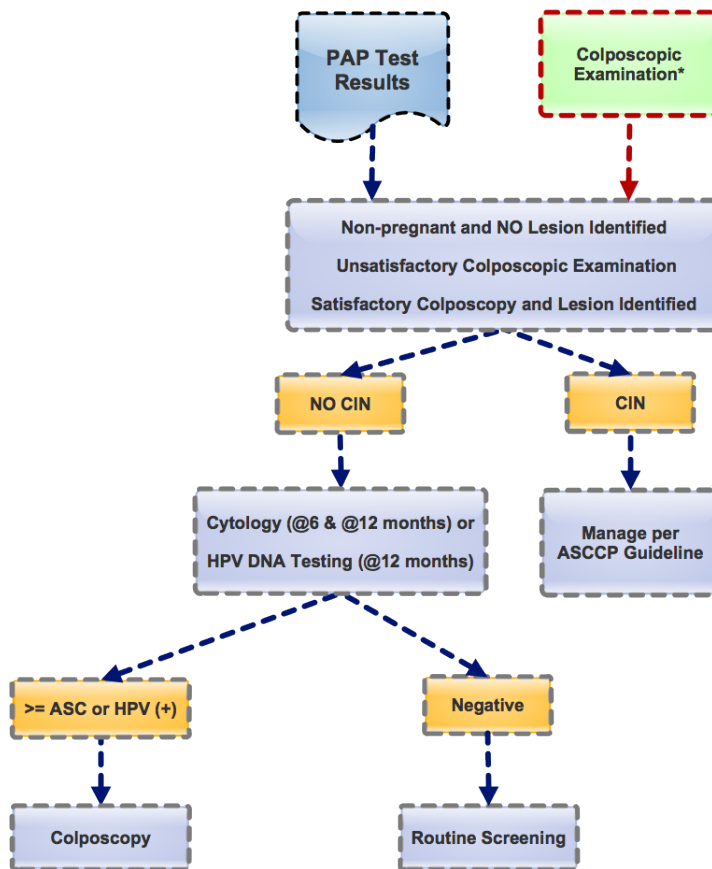 PAP Test
Results
Colposcopic
Examination*
Non-pregnant and NO Lesion Identified
Unsatisfactory Colposcopic Examination
Satisfactory Colposcopy and Lesion Identified
NO CIN
CIN
Cytology (@6 & @12 months) or
HPV DNA Testing (@12 months)
Manage per
ASCCP Guideline
>= ASC or HPV (+)
Negative
Colposcopy
Routine Screening